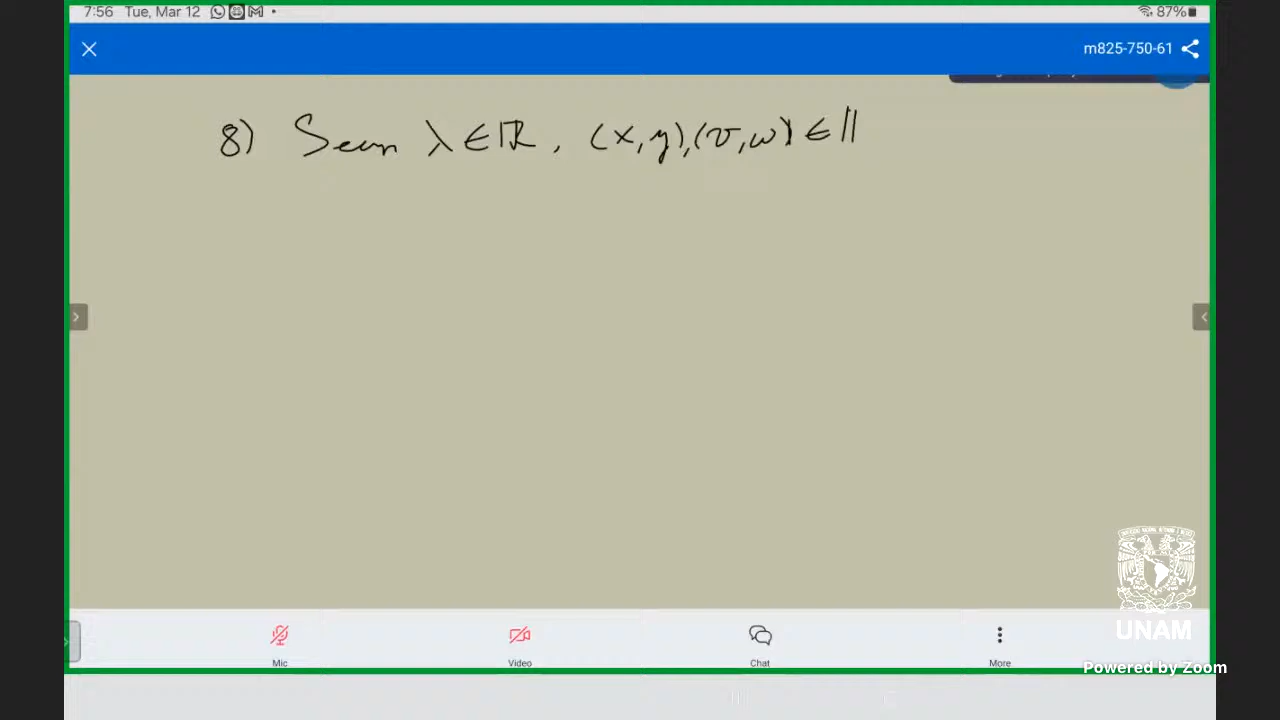 7:56 Tue, Mar 12
87%
m825-750-61
8) Sean λ ∈ ℝ, (x,y),(v,w) ∈ ||
Mic Video Chat More
UNAM
Powered by Zoom